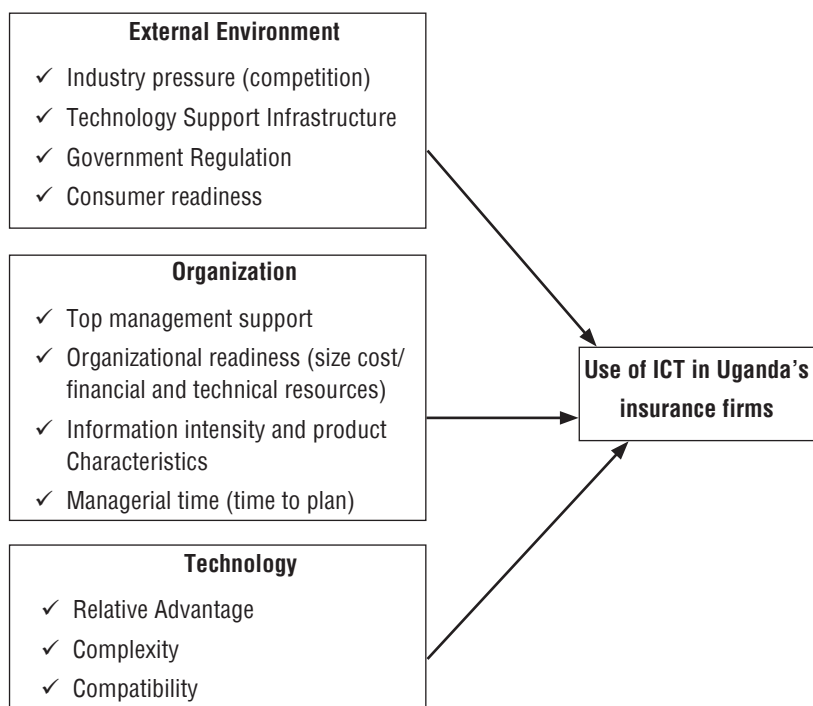 External Environment
✓ Industry pressure (competition)
✓ Technology Support Infrastructure
✓ Government Regulation
✓ Consumer readiness
Organization
✓ Top management support
✓ Organizational readiness (size cost/
financial and technical resources)
✓ Information intensity and product
Characteristics
✓ Managerial time (time to plan)
Technology
✓ Relative Advantage
✓ Complexity
✓ Compatibility
Use of ICT in Uganda’s
insurance firms